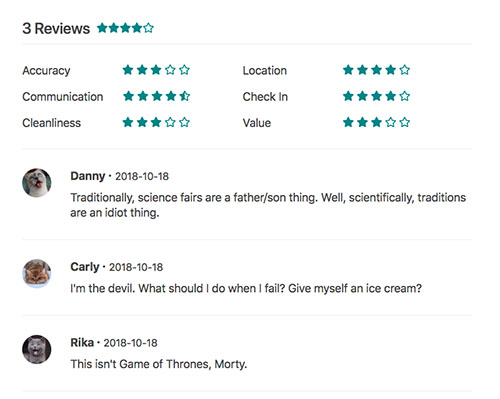 3 Reviews
Accuracy
Location
Communication
Check In
Cleanliness
Value
Danny · 2018-10-18
Traditionally, science fairs are a father/son thing. Well, scientifically, traditions
are an idiot thing.
Carly · 2018-10-18
I'm the devil. What should I do when I fail? Give myself an ice cream?
Rika · 2018-10-18
This isn't Game of Thrones, Morty.